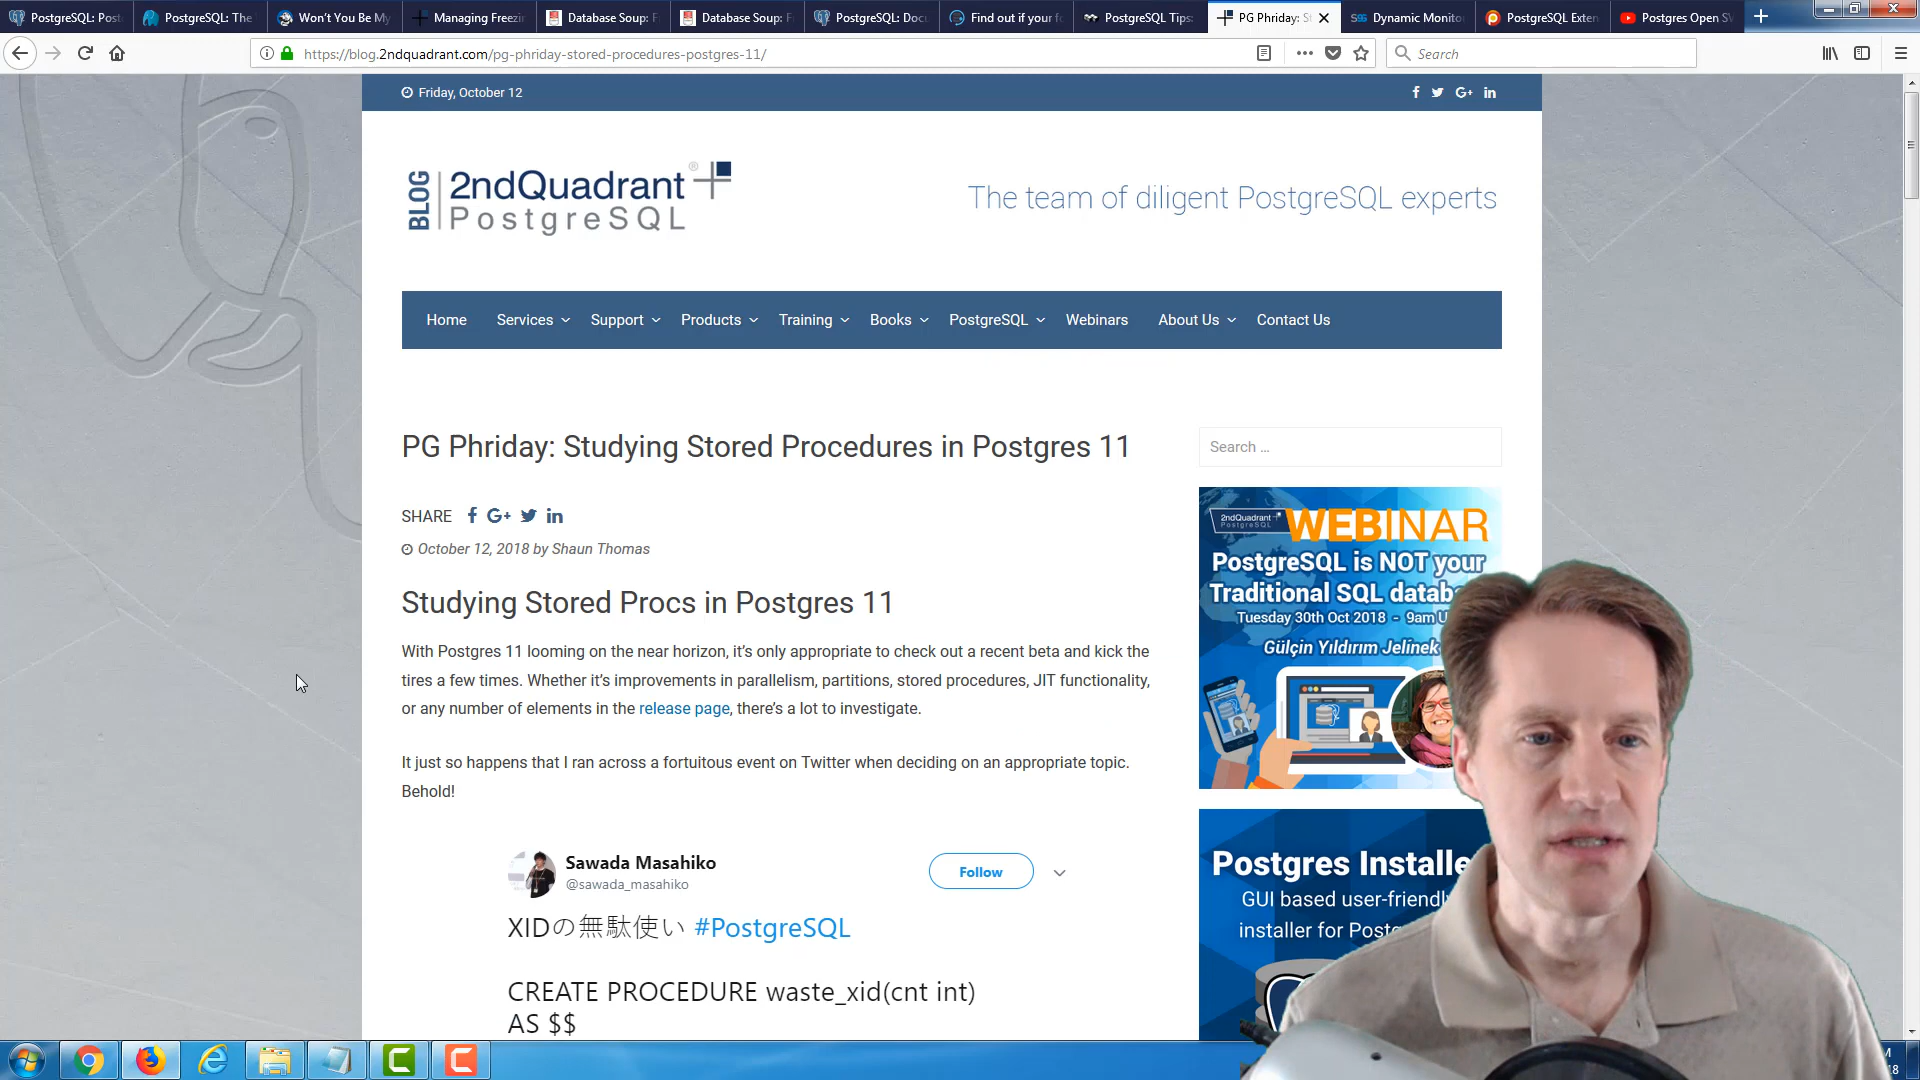 PostgreSQL: Post
PostgreSQL: The
Won't You Be My
Managing Freezin
Database Soup: F
Database Soup: F
PostgreSQL: Docu
Find out if your fo
PostgreSQL Tips:
PG Phriday: St
Dynamic Monito
PostgreSQL Exten
Postgres Open SV
https://blog.2ndquadrant.com/pg-phriday-stored-procedures-postgres-11/
Search
Friday, October 12
BLOG
2ndQuadrant
PostgreSQL
The team of diligent PostgreSQL experts
Home
Services
Support
Products
Training
Books
PostgreSQL
Webinars
About Us
Contact Us
PG Phriday: Studying Stored Procedures in Postgres 11
Search ...
SHARE
October 12, 2018 by Shaun Thomas
Studying Stored Procs in Postgres 11
With Postgres 11 looming on the near horizon, it's only appropriate to check out a recent beta and kick the
tires a few times. Whether it's improvements in parallelism, partitions, stored procedures, JIT functionality,
or any number of elements in the release page, there's a lot to investigate.
It just so happens that I ran across a fortuitous event on Twitter when deciding on an appropriate topic.
Behold!
Sawada Masahiko
@sawada_masahiko
Follow
XIDの無駄使い #PostgreSQL
CREATE PROCEDURE waste_xid(cnt int)
AS $$
2ndQuadrant
PostgreSQL
WEBINAR
PostgreSQL is NOT your
Traditional SQL datab
Tuesday 30th Oct 2018 - 9am U
Gülçin Yıldırım Jelínek
Postgres Installe
GUI based user-friendly
installer for Postg